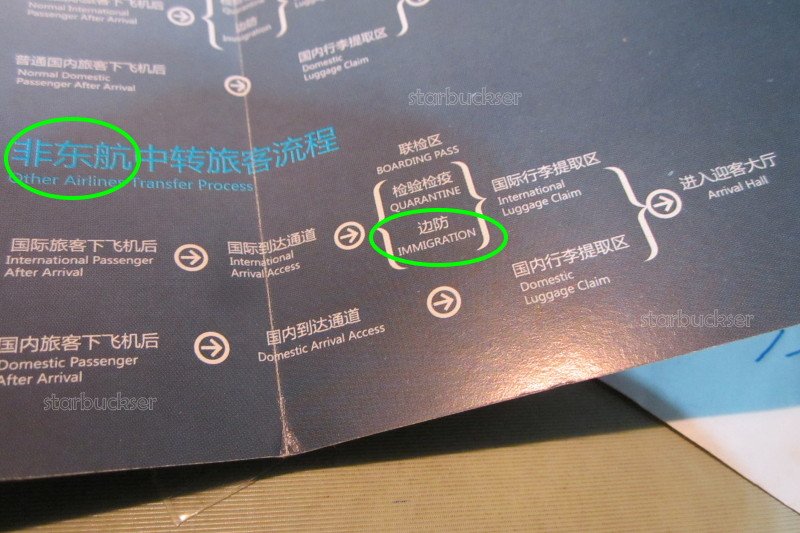 Normal International
Passenger After Arrival
边防
Immigration
Luggage Claim
国内行李提取区
Domestic
Luggage Claim
普通国内旅客下飞机后
Normal Domestic
Passenger After Arrival
starbuckser
非东航中转旅客流程
Other Airlines Transfer Process
联检区
BOARDING PASS
检验检疫
QUARANTINE
边防
IMMIGRATION
国际行李提取区
International
Luggage Claim
进入迎客大厅
Arrival Hall
国际旅客下飞机后
International Passenger
After Arrival
国际到达通道
International
Arrival Access
国内行李提取区
Domestic
Luggage Claim
国内旅客下飞机后
Domestic Passenger
After Arrival
国内到达通道
Domestic Arrival Access
starbuckser
starbuckser